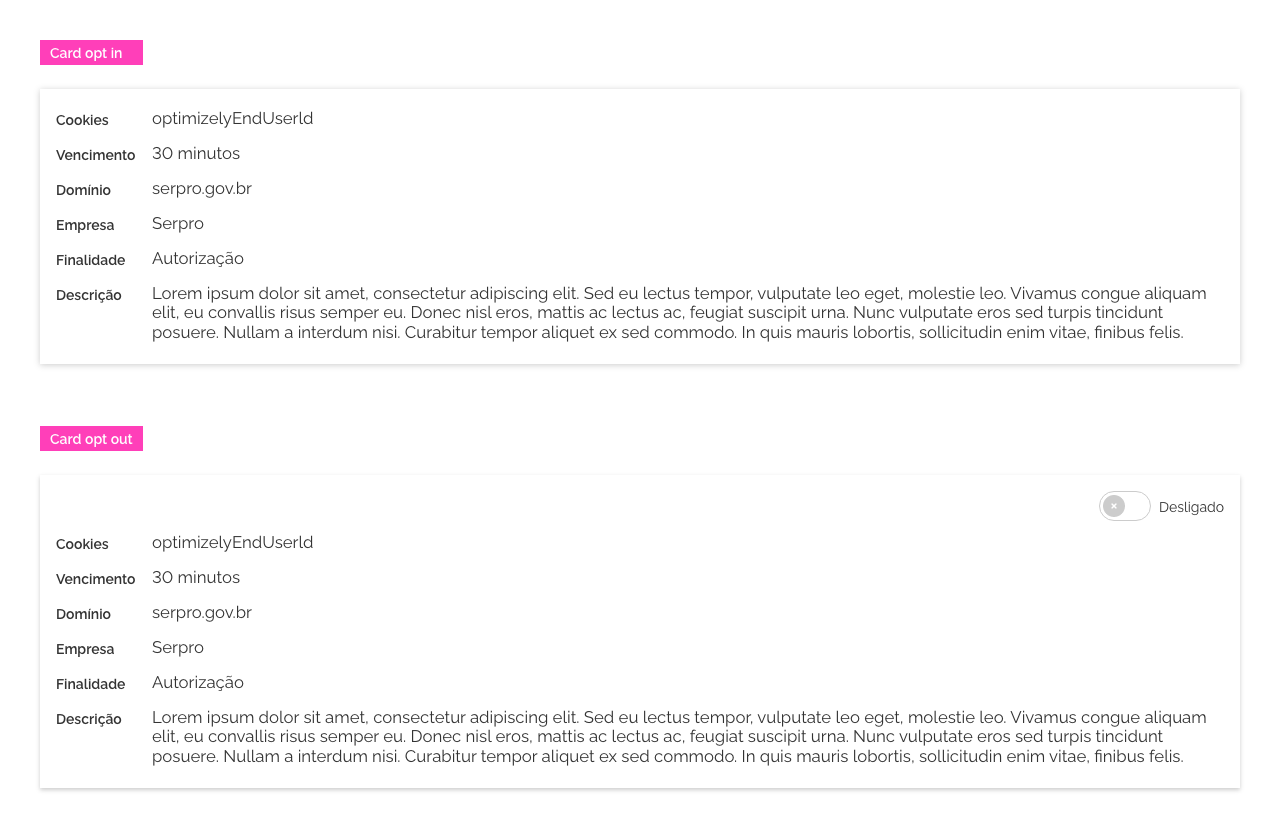 Card opt in
Cookies optimizelyEndUserId
Vencimento 30 minutos
Domínio serpro.gov.br
Empresa Serpro
Finalidade Autorização
Descrição Lorem ipsum dolor sit amet, consectetur adipiscing elit. Sed eu lectus tempor, vulputate leo eget, molestie leo. Vivamus congue aliquam
elit, eu convallis risus semper eu. Donec nisl eros, mattis ac lectus ac, feugiat suscipit urna. Nunc vulputate eros sed turpis tincidunt
posuere. Nullam a interdum nisi. Curabitur tempor aliquet ex sed commodo. In quis mauris lobortis, sollicitudin enim vitae, finibus felis.
Card opt out
Desligado
Cookies optimizelyEndUserId
Vencimento 30 minutos
Domínio serpro.gov.br
Empresa Serpro
Finalidade Autorização
Descrição Lorem ipsum dolor sit amet, consectetur adipiscing elit. Sed eu lectus tempor, vulputate leo eget, molestie leo. Vivamus congue aliquam
elit, eu convallis risus semper eu. Donec nisl eros, mattis ac lectus ac, feugiat suscipit urna. Nunc vulputate eros sed turpis tincidunt
posuere. Nullam a interdum nisi. Curabitur tempor aliquet ex sed commodo. In quis mauris lobortis, sollicitudin enim vitae, finibus felis.